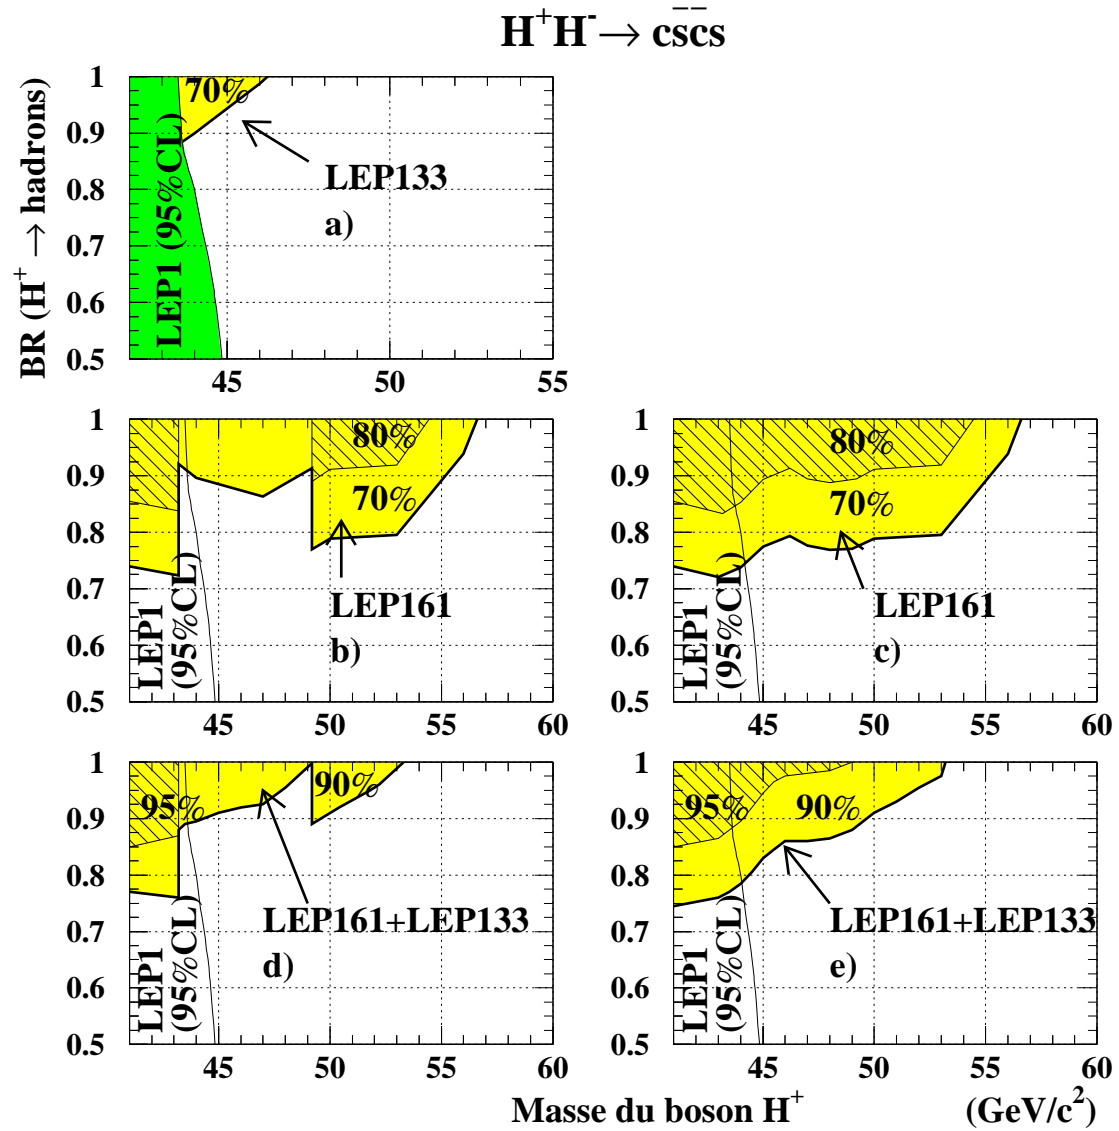 H⁺H⁻ → cs̄c̄s
BR (H⁺ → hadrons)
1
0.9
0.8
0.7
0.6
0.5
70%
LEP1 (95%CL)
LEP133
a)
45 50 55
1
0.9
0.8
0.7
0.6
0.5
80%
70%
LEP1
(95%CL)
LEP161
b)
45 50 55 60
1
0.9
0.8
0.7
0.6
0.5
80%
70%
LEP1
(95%CL)
LEP161
c)
45 50 55 60
1
0.9
0.8
0.7
0.6
0.5
95%
90%
LEP1
(95%CL)
LEP161+LEP133
d)
45 50 55 60
1
0.9
0.8
0.7
0.6
0.5
95%
90%
LEP1
(95%CL)
LEP161+LEP133
e)
45 50 55 60
Masse du boson H⁺ (GeV/c²)